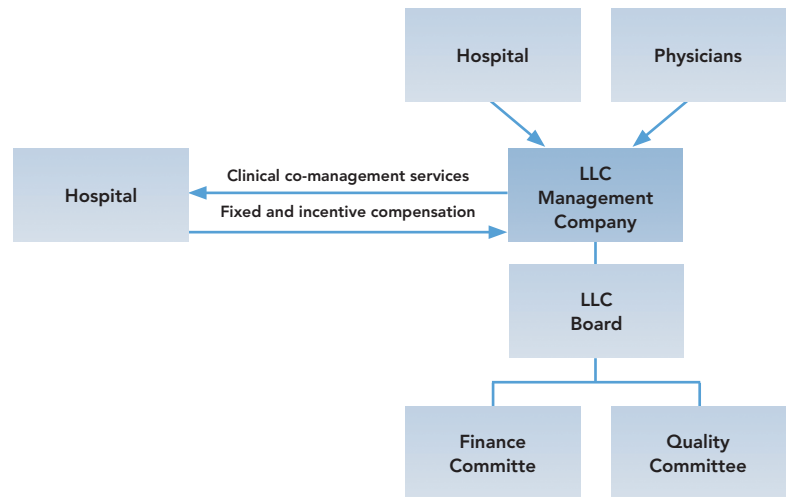 Hospital
Physicians
Hospital
Clinical co-management services
Fixed and incentive compensation
LLC
Management
Company
LLC
Board
Finance
Committe
Quality
Committee